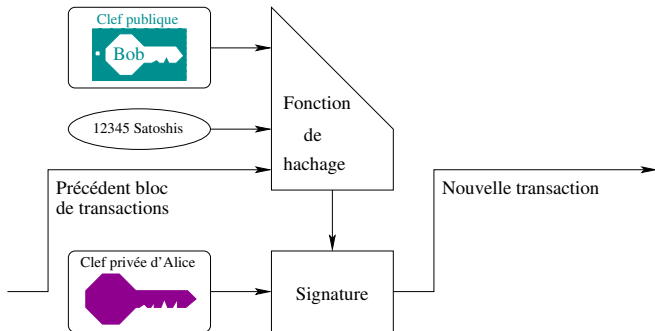 Clef publique
Bob
12345 Satoshis
Fonction
de
hachage
Précédent bloc
de transactions
Nouvelle transaction
Clef privée d'Alice
Signature